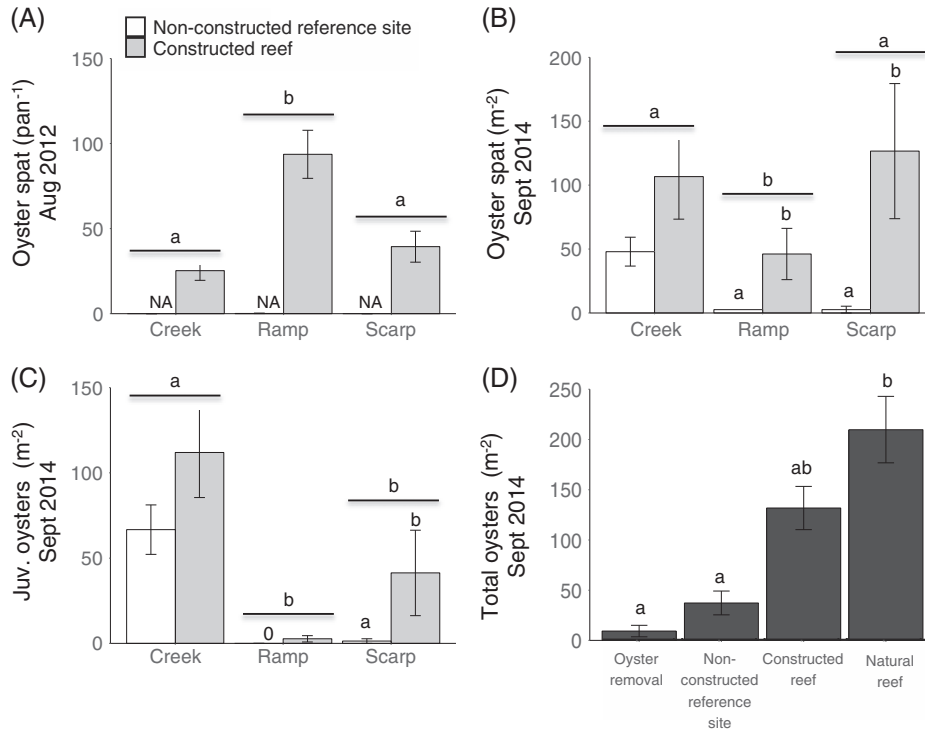 (A)
Non-constructed reference site
Constructed reef
Oyster spat (pan⁻¹)
Aug 2012
150
100
50
0
a
b
a
NA
NA
NA
Creek
Ramp
Scarp
(B)
Oyster spat (m⁻²)
Sept 2014
200
150
100
50
0
a
b
a
a
b
a
b
Creek
Ramp
Scarp
(C)
Juv. oysters (m⁻²)
Sept 2014
150
100
50
0
a
b
b
0
a
b
Creek
Ramp
Scarp
(D)
Total oysters (m⁻²)
Sept 2014
250
200
150
100
50
0
a
a
ab
b
Oyster
removal
Non-
constructed
reference
site
Constructed
reef
Natural
reef